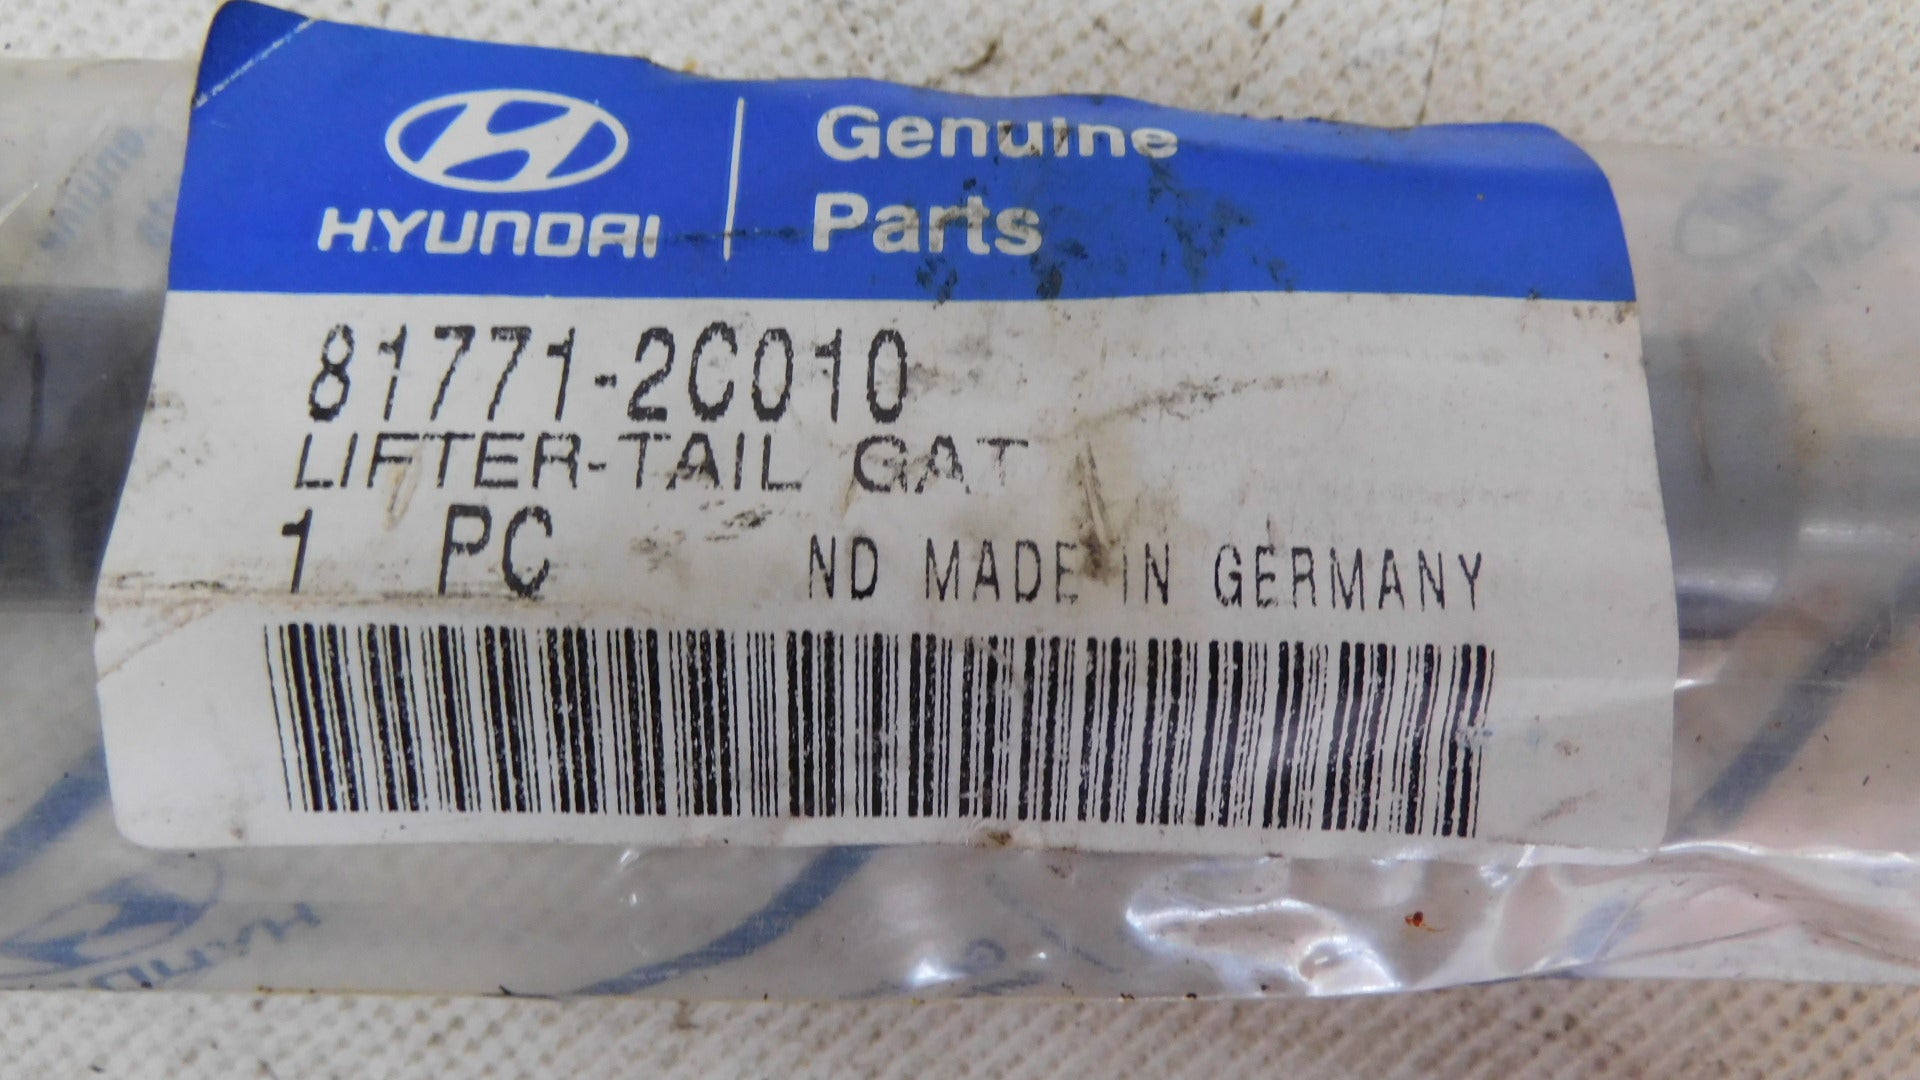 HYUNDAI
Genuine
Parts
81771-2C010
LIFTER-TAIL GAT
1 PC
ND MADE IN GERMANY